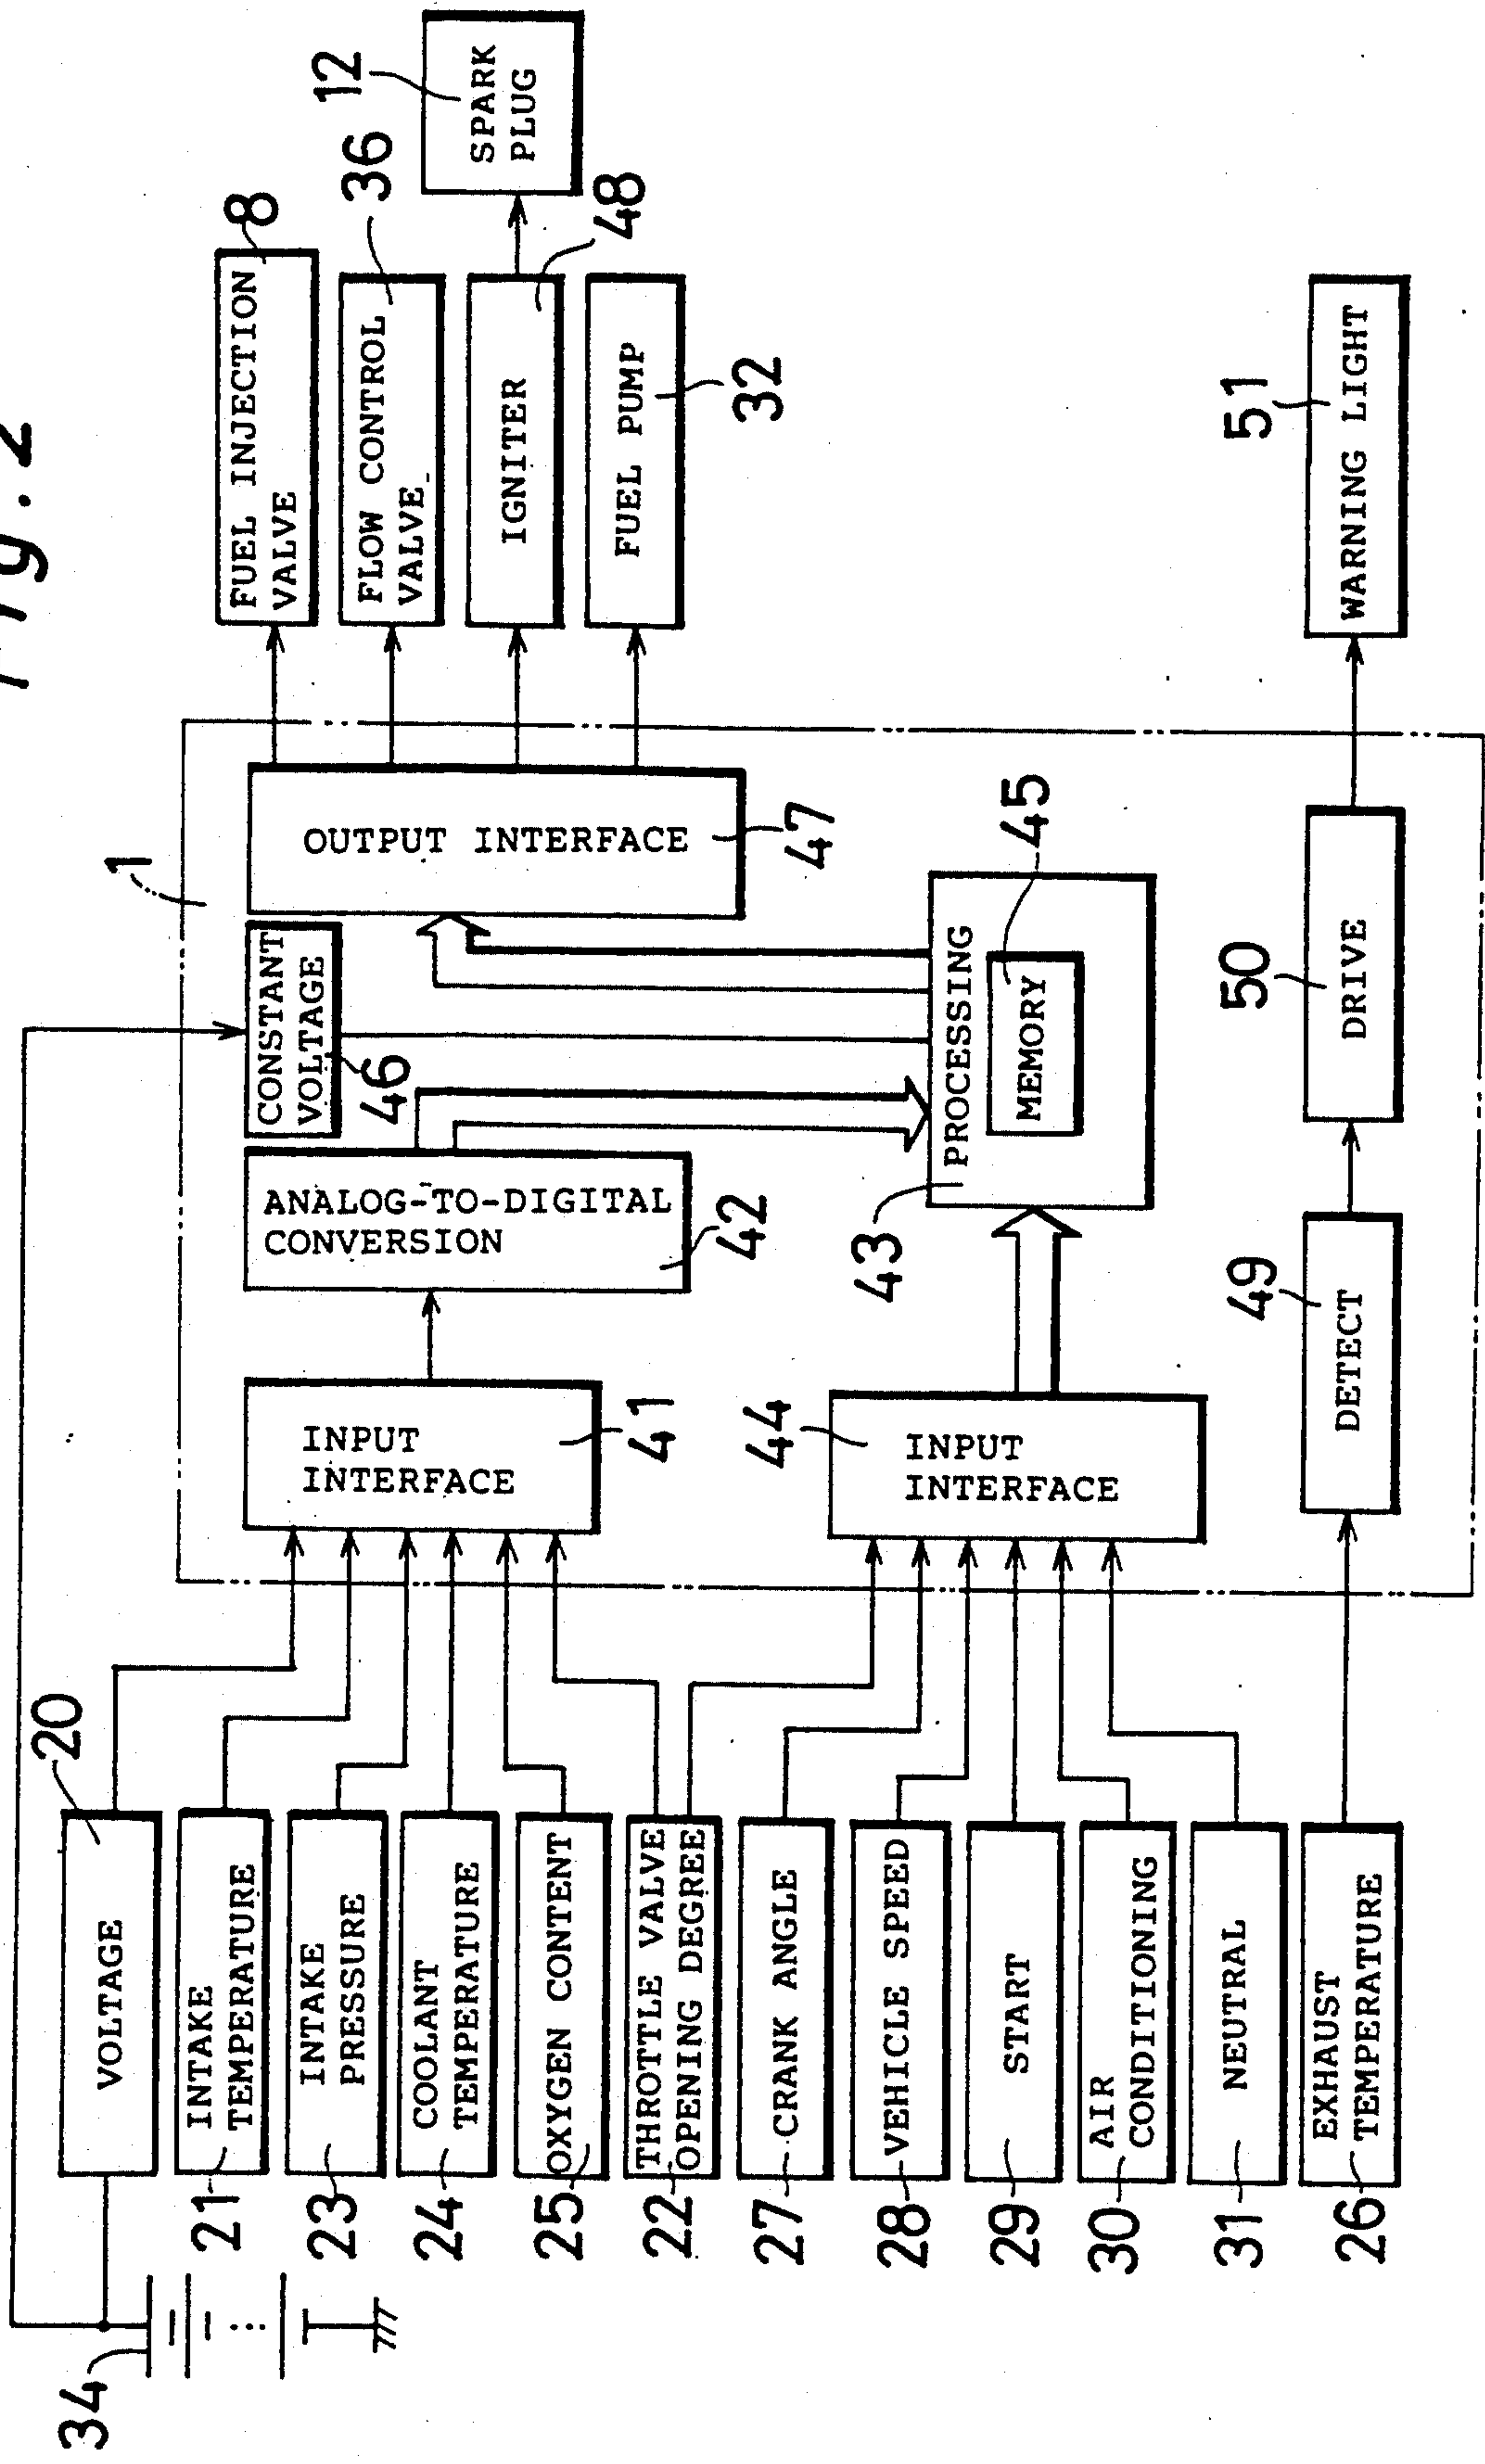 Fig. 2
34
20
VOLTAGE
21
INTAKE
TEMPERATURE
23
INTAKE
PRESSURE
24
COOLANT
TEMPERATURE
25
OXYGEN CONTENT
22
THROTTLE VALVE
OPENING DEGREE
27
CRANK ANGLE
28
VEHICLE SPEED
29
START
30
AIR
CONDITIONING
31
NEUTRAL
26
EXHAUST
TEMPERATURE
1
INPUT
INTERFACE
41
44
INPUT
INTERFACE
ANALOG-TO-DIGITAL
CONVERSION
42
CONSTANT
VOLTAGE
46
43
PROCESSING
MEMORY
45
OUTPUT INTERFACE
47
49
DETECT
50
DRIVE
FUEL INJECTION
VALVE
8
FLOW CONTROL
VALVE
36
IGNITER
48
FUEL PUMP
32
12
SPARK
PLUG
51
WARNING LIGHT